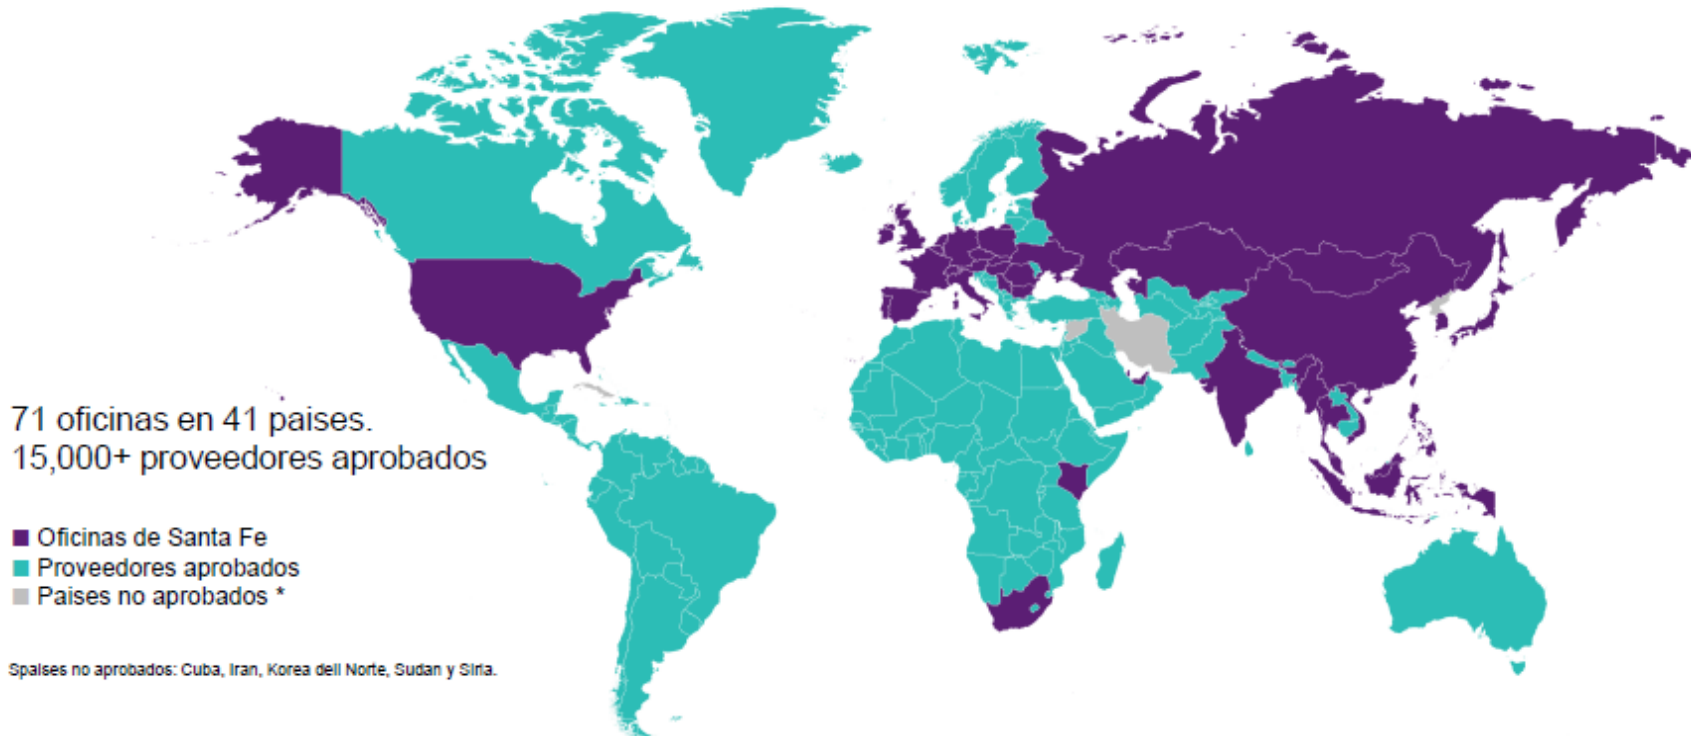 71 oficinas en 41 paises.
15,000+ proveedores aprobados
Oficinas de Santa Fe
Proveedores aprobados
Paises no aprobados *
Spaises no aprobados: Cuba, Iran, Korea dell Norte, Sudan y Siria.